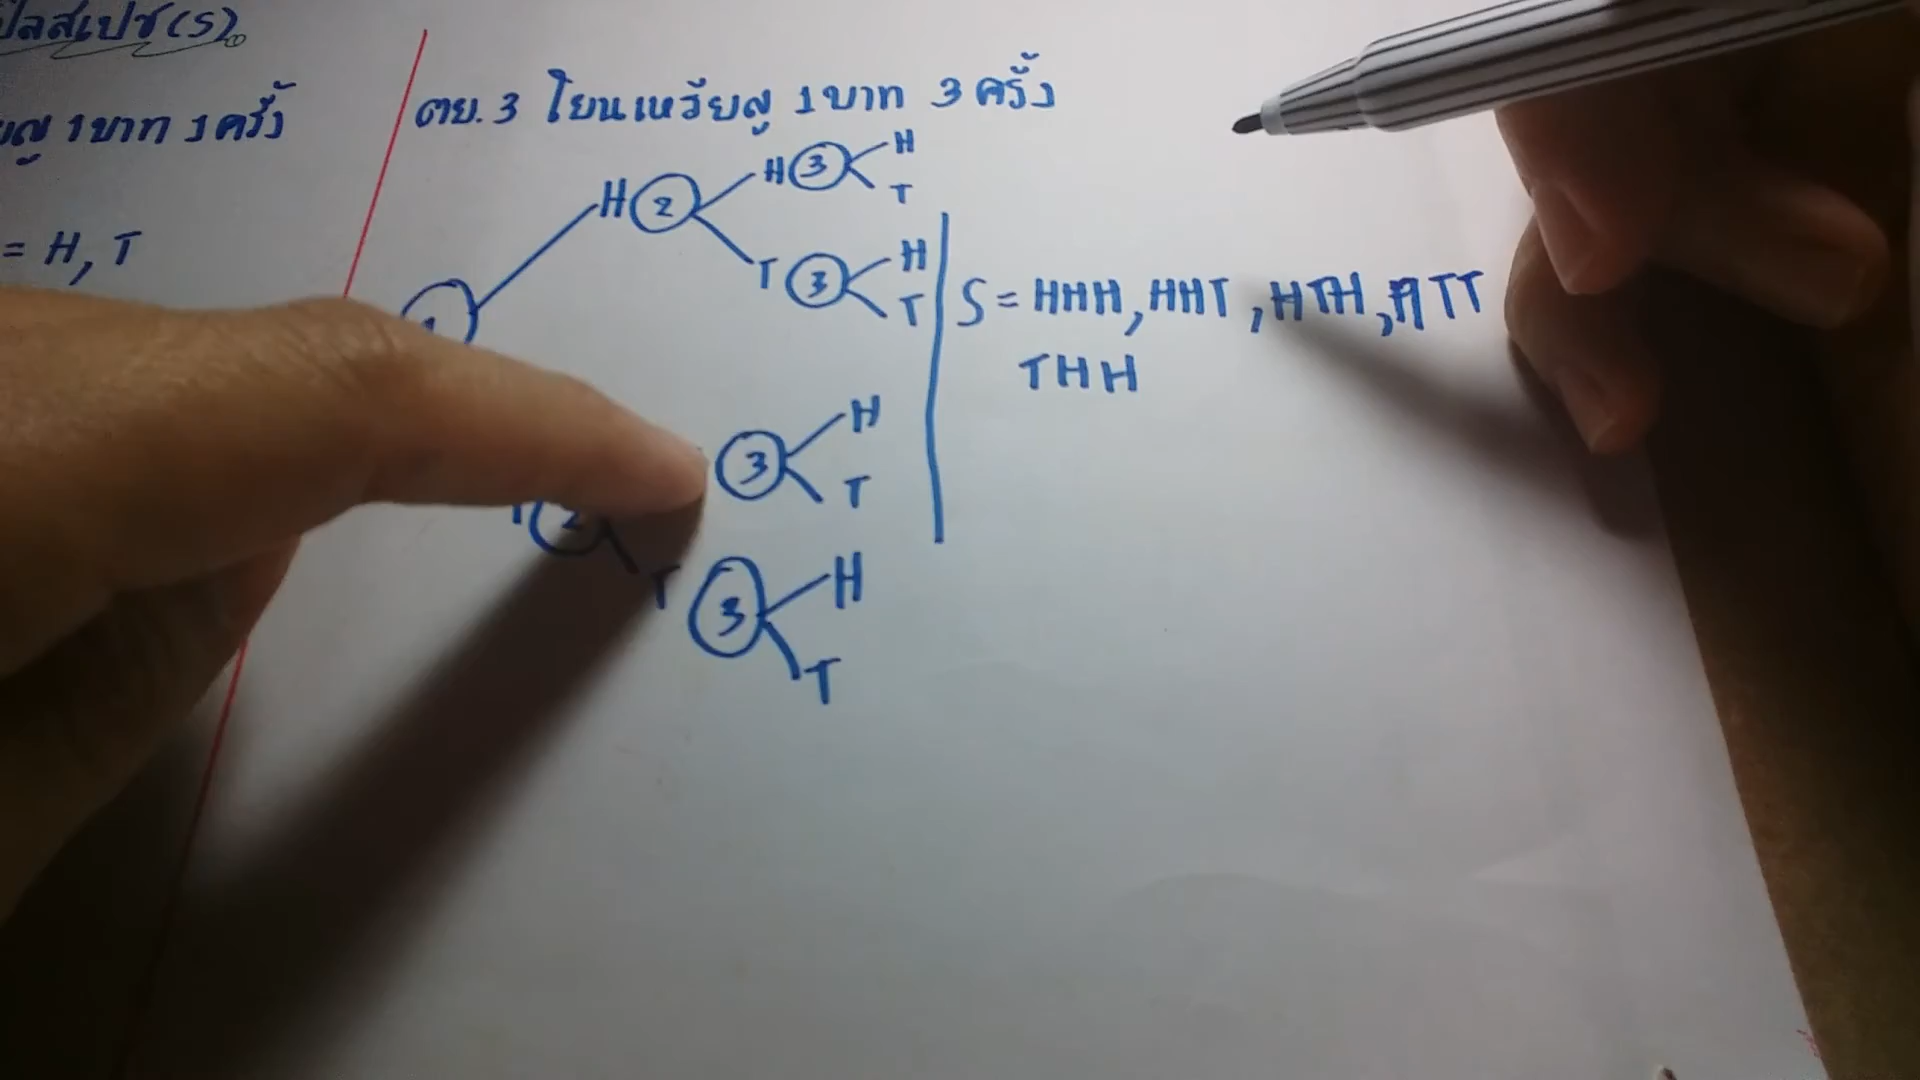 ปิลสเปซ(S)
1บาท 1ครั้ง
= H, T
ตย. 3 โยนเหรียญ 1บาท 3 ครั้ง
H 2 H 3 H
T
T 3 H
T
1
3 H
T
T 2
T 3 H
T
S = HHH, HHT, HTH, HTT
THH